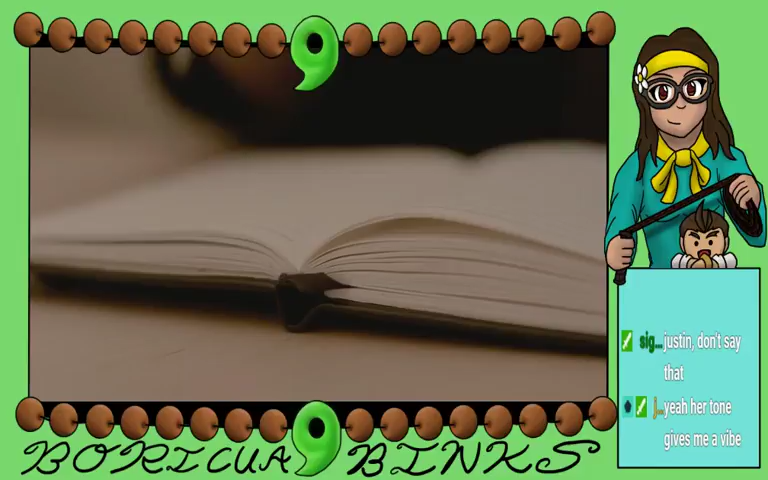 sig...justin, don't say
that
j...yeah her tone
gives me a vibe
BORICUA BINKS